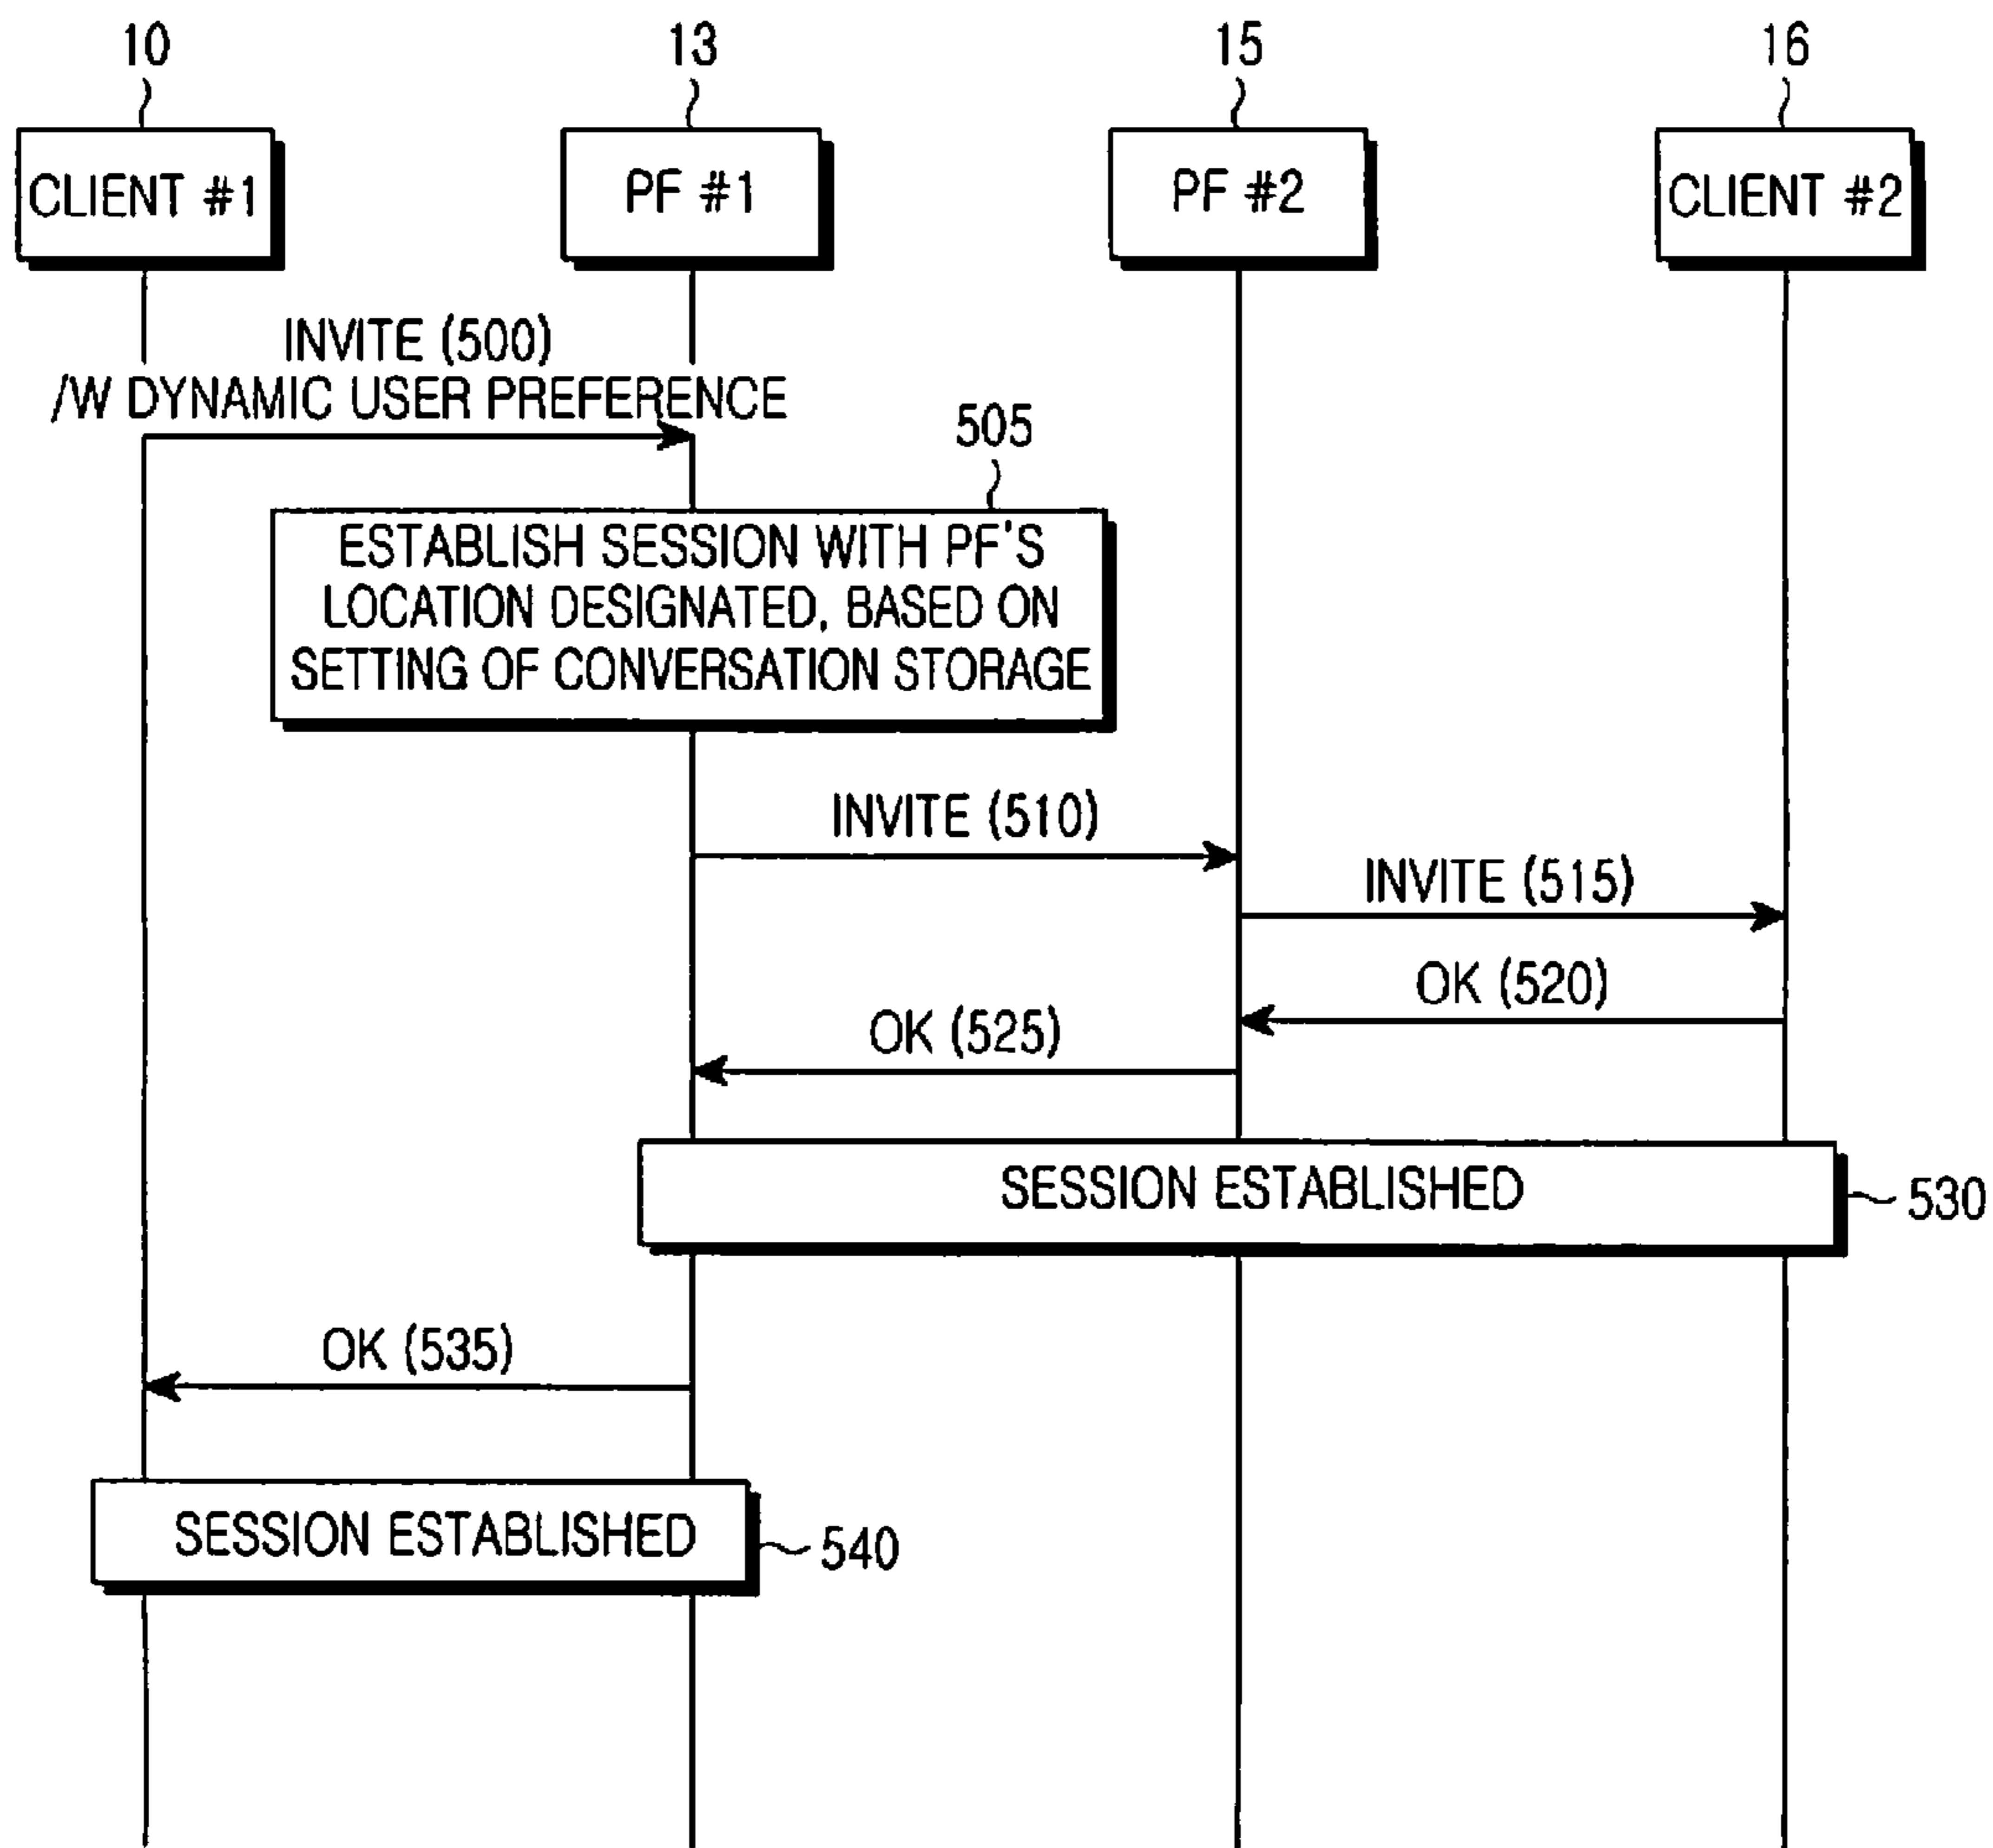 10
13
15
16
CLIENT #1
PF #1
PF #2
CLIENT #2
INVITE (500)
/W DYNAMIC USER PREFERENCE
505
ESTABLISH SESSION WITH PF'S
LOCATION DESIGNATED, BASED ON
SETTING OF CONVERSATION STORAGE
INVITE (510)
INVITE (515)
OK (520)
OK (525)
SESSION ESTABLISHED
530
OK (535)
SESSION ESTABLISHED
540